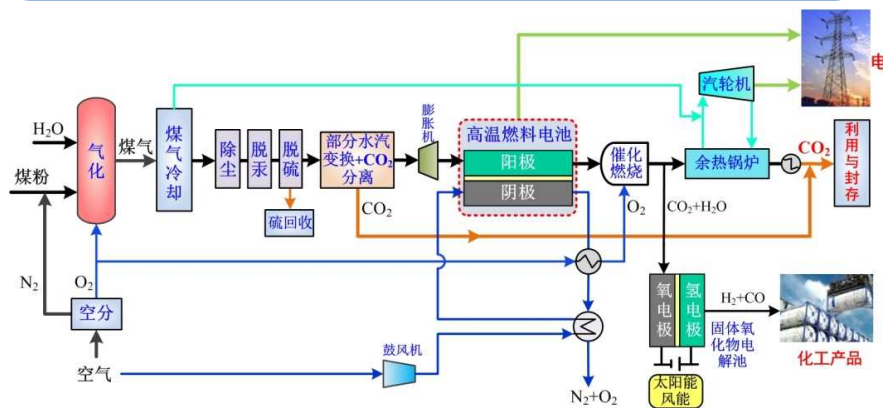 电
汽轮机
H₂O
煤粉
气化
煤气
煤气冷却
除尘
脱汞
脱硫
硫回收
部分水汽
变换+CO₂
分离
CO₂
膨胀机
高温燃料电池
阳极
阴极
催化
燃烧
O₂
CO₂+H₂O
余热锅炉
CO₂
利用与封存
N₂
O₂
空分
空气
鼓风机
N₂+O₂
氧电极
氢电极
H₂+CO
固体氧
化物电
解池
太阳能
风能
化工产品